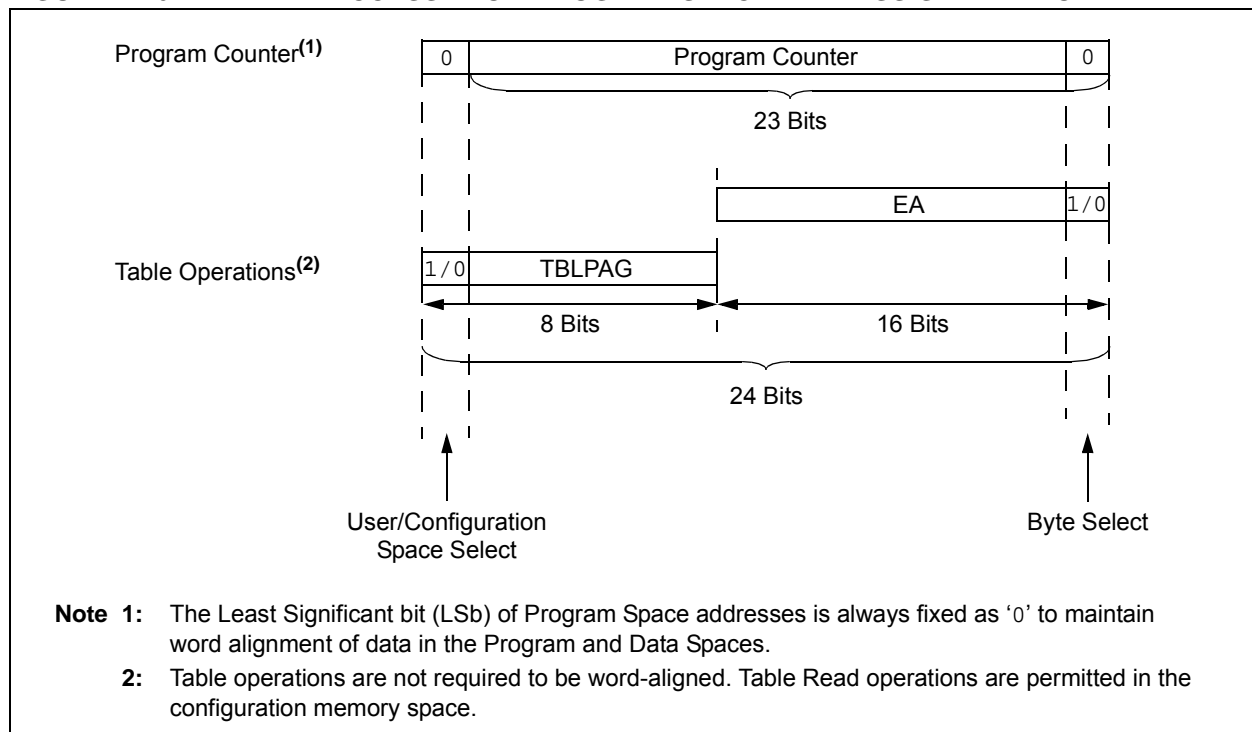 Program Counter(1)
0
Program Counter
0
23 Bits
EA
1/0
Table Operations(2)
1/0
TBLPAG
8 Bits
16 Bits
24 Bits
User/Configuration
Space Select
Byte Select
Note 1: The Least Significant bit (LSb) of Program Space addresses is always fixed as ‘0’ to maintain
word alignment of data in the Program and Data Spaces.
2: Table operations are not required to be word-aligned. Table Read operations are permitted in the
configuration memory space.